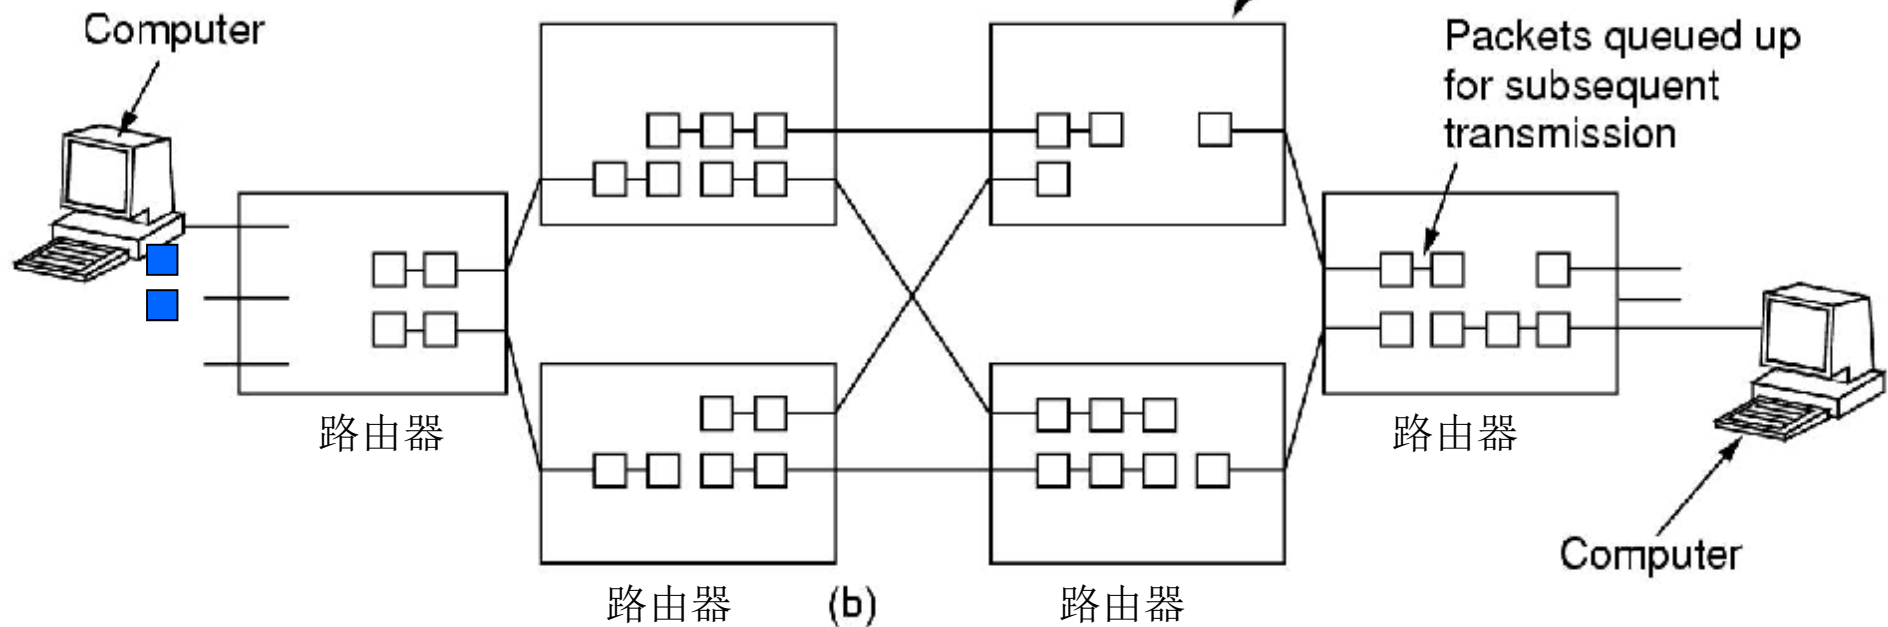 Computer
Packets queued up
for subsequent
transmission
路由器
路由器
Computer
路由器
(b)
路由器